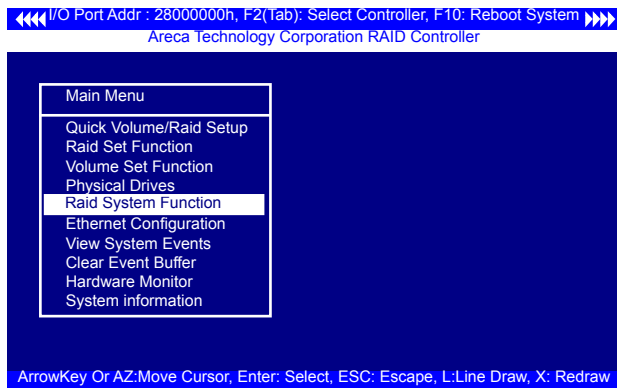 I/O Port Addr : 28000000h, F2(Tab): Select Controller, F10: Reboot System
Areca Technology Corporation RAID Controller
Main Menu
Quick Volume/Raid Setup
Raid Set Function
Volume Set Function
Physical Drives
Raid System Function
Ethernet Configuration
View System Events
Clear Event Buffer
Hardware Monitor
System information
ArrowKey Or AZ:Move Cursor, Enter: Select, ESC: Escape, L:Line Draw, X: Redraw